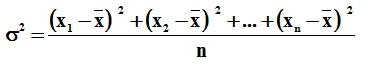 σ² = (x₁ − x̄)² + (x₂ − x̄)² + ... + (xₙ − x̄)² / n